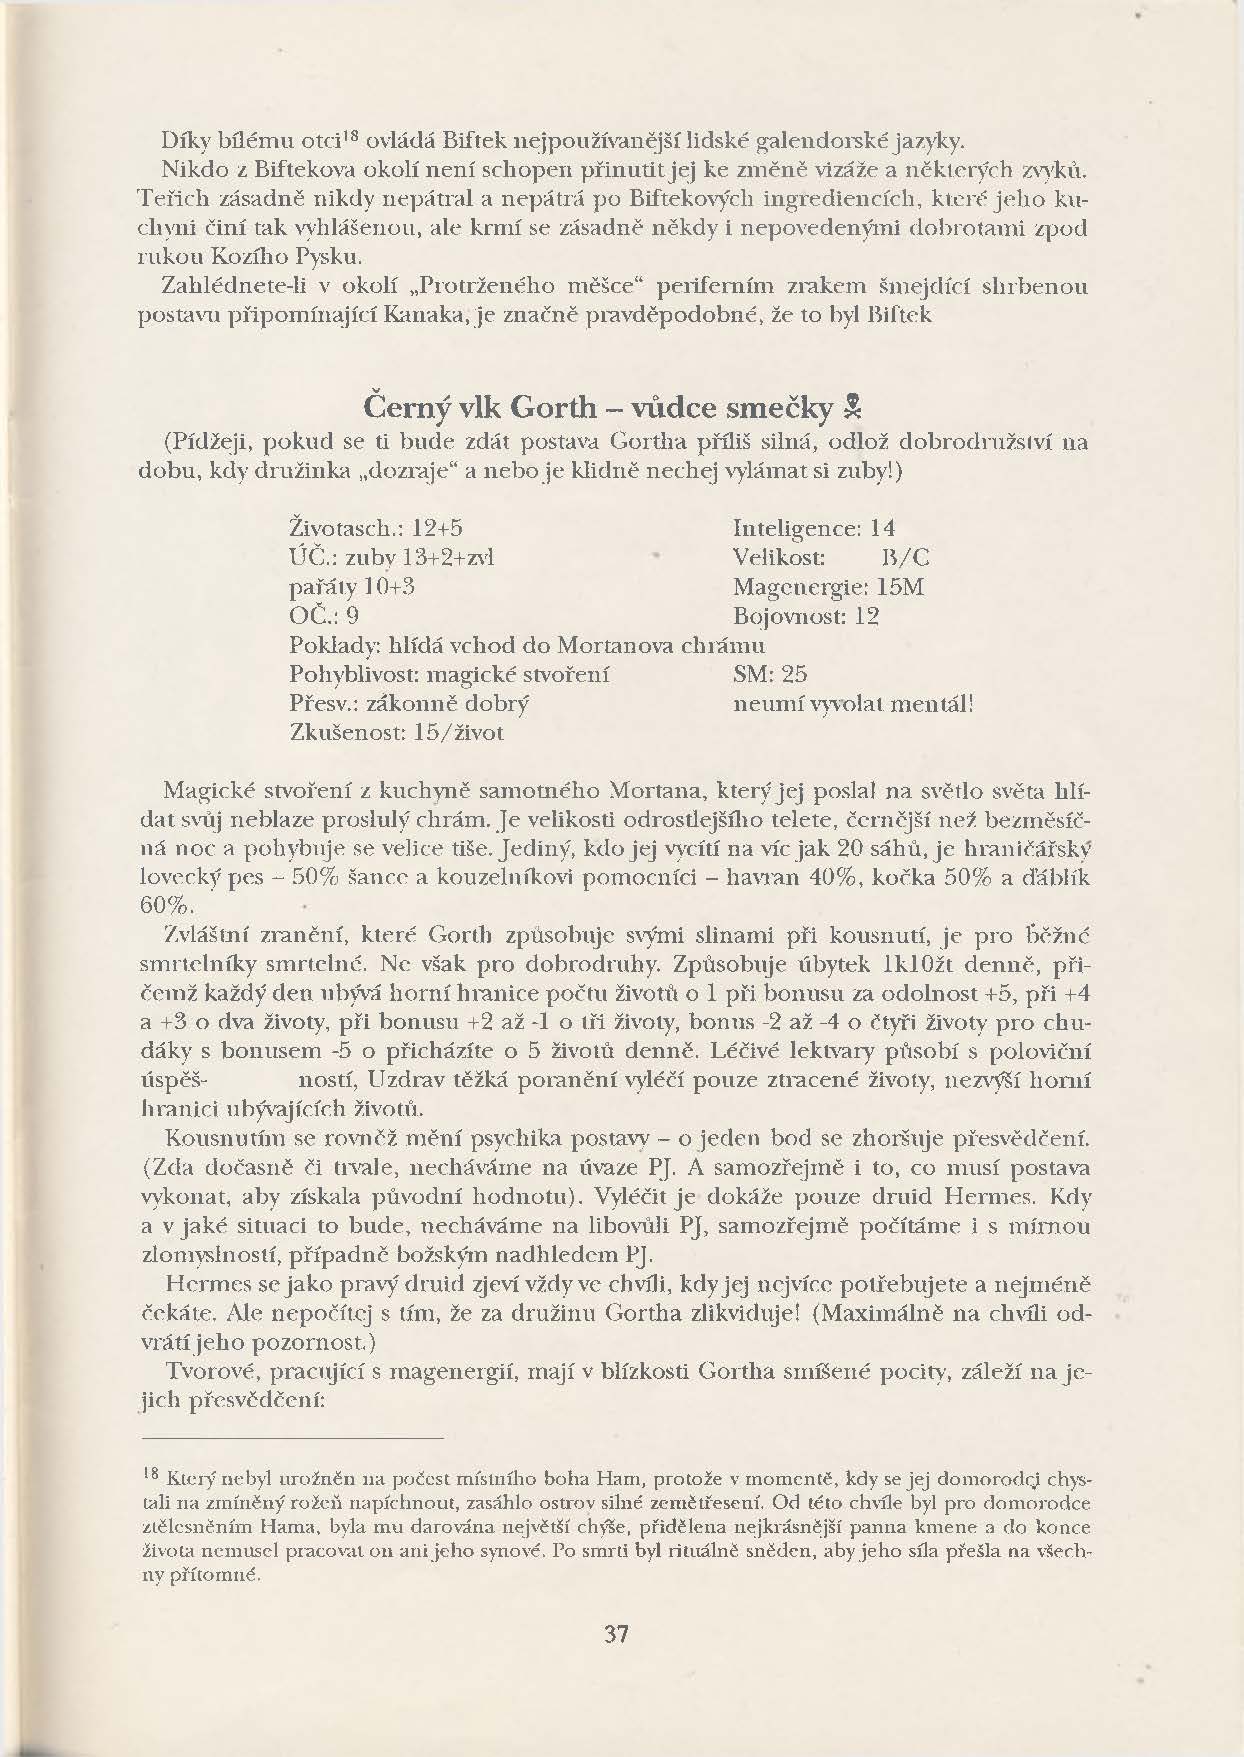 Díky bílému otci¹⁸ ovládá Biftek nejpoužívanější lidské galendorské jazyky.
Nikdo z Biftekova okolí není schopen přinutit jej ke změně vizáže a některých zvyků.
Teřich zásadně nikdy nepátral a nepátrá po Biftekových ingrediencích, které jeho ku-
chyni činí tak vyhlášenou, ale krmí se zásadně někdy i nepovedenými dobrotami zpod
rukou Kozího Pysku.
Zahlédnete-li v okolí „Protrženého měšce“ periferním zrakem šmejdící shrbenou
postavu připomínající Kanaka, je značně pravděpodobné, že to byl Biftek
Černý vlk Gorth – vůdce smečky ☠
(Pídžeji, pokud se ti bude zdát postava Gortha příliš silná, odlož dobrodružství na
dobu, kdy družinka „dozraje“ a nebo je klidně nechej vylámat si zuby!)
Životasch.: 12+5 Inteligence: 14
ÚČ.: zuby 13+2+zvl Velikost: B/C
pařáty 10+3 Magenergie: 15M
OČ.: 9 Bojovnost: 12
Poklady: hlídá vchod do Mortanova chrámu
Pohyblivost: magické stvoření SM: 25
Přesv.: zákonně dobrý neumí vyvolat mentál!
Zkušenost: 15/život
Magické stvoření z kuchyně samotného Mortana, který jej poslal na světlo světa hlí-
dat svůj neblaze proslulý chrám. Je velikosti odrostlejšího telete, černější než bezměsíč-
ná noc a pohybuje se velice tiše. Jediný, kdo jej vycítí na víc jak 20 sáhů, je hraničářský
lovecký pes – 50% šance a kouzelníkovi pomocníci – havran 40%, kočka 50% a ďáblík
60%.
Zvláštní zranění, které Gorth způsobuje svými slinami při kousnutí, je pro běžné
smrtelníky smrtelné. Ne však pro dobrodruhy. Způsobuje úbytek 1k10žt denně, při-
čemž každý den ubývá horní hranice počtu životů o 1 při bonusu za odolnost +5, při +4
a +3 o dva životy, při bonusu +2 až -1 o tři životy, bonus -2 až -4 o čtyři životy pro chu-
dáky s bonusem -5 o přicházíte o 5 životů denně. Léčivé lektvary působí s poloviční
úspěš- ností, Uzdrav těžká poranění vyléčí pouze ztracené životy, nezvýší horní
hranici ubývajících životů.
Kousnutím se rovněž mění psychika postavy – o jeden bod se zhoršuje přesvědčení.
(Zda dočasně či trvale, necháváme na úvaze PJ. A samozřejmě i to, co musí postava
vykonat, aby získala původní hodnotu). Vyléčit je dokáže pouze druid Hermes. Kdy
a v jaké situaci to bude, necháváme na libovůli PJ, samozřejmě počítáme i s mírnou
zlomyslností, případně božským nadhledem PJ.
Hermes se jako pravý druid zjeví vždy ve chvíli, kdy jej nejvíce potřebujete a nejméně
čekáte. Ale nepočítej s tím, že za družinu Gortha zlikviduje! (Maximálně na chvíli od-
vrátí jeho pozornost.)
Tvorové, pracující s magenergií, mají v blízkosti Gortha smíšené pocity, záleží na je-
jich přesvědčení:
¹⁸ Který nebyl urožněn na počest místního boha Ham, protože v momentě, kdy se jej domorodci chys-
tali na zmíněný rožeň napíchnout, zasáhlo ostrov silné zemětřesení. Od této chvíle byl pro domorodce
ztělesněním Hama, byla mu darována největší chýše, přidělena nejkrásnější panna kmene a do konce
života nemusel pracovat on ani jeho synové. Po smrti byl rituálně sněden, aby jeho síla přešla na všech-
ny přítomné.
37